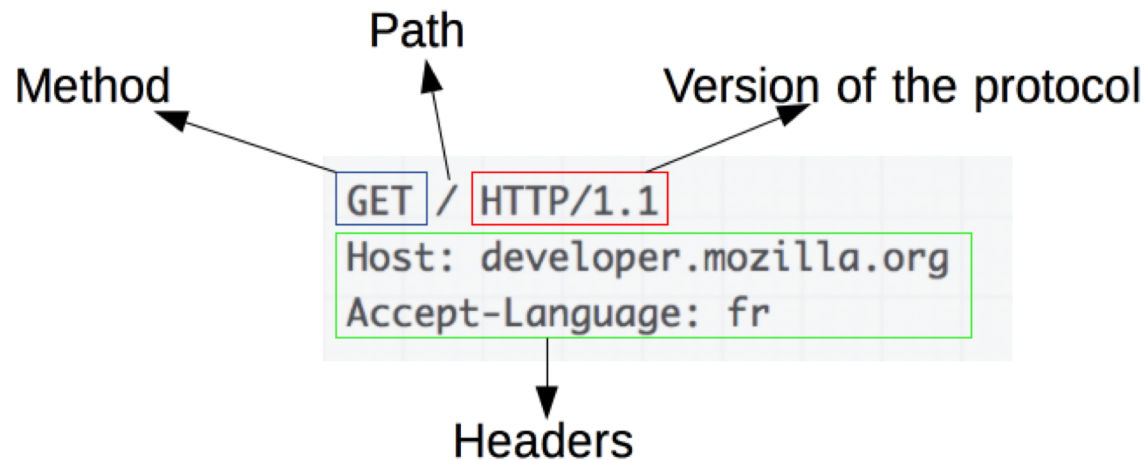 Path
Method
Version of the protocol
GET / HTTP/1.1
Host: developer.mozilla.org
Accept-Language: fr
Headers